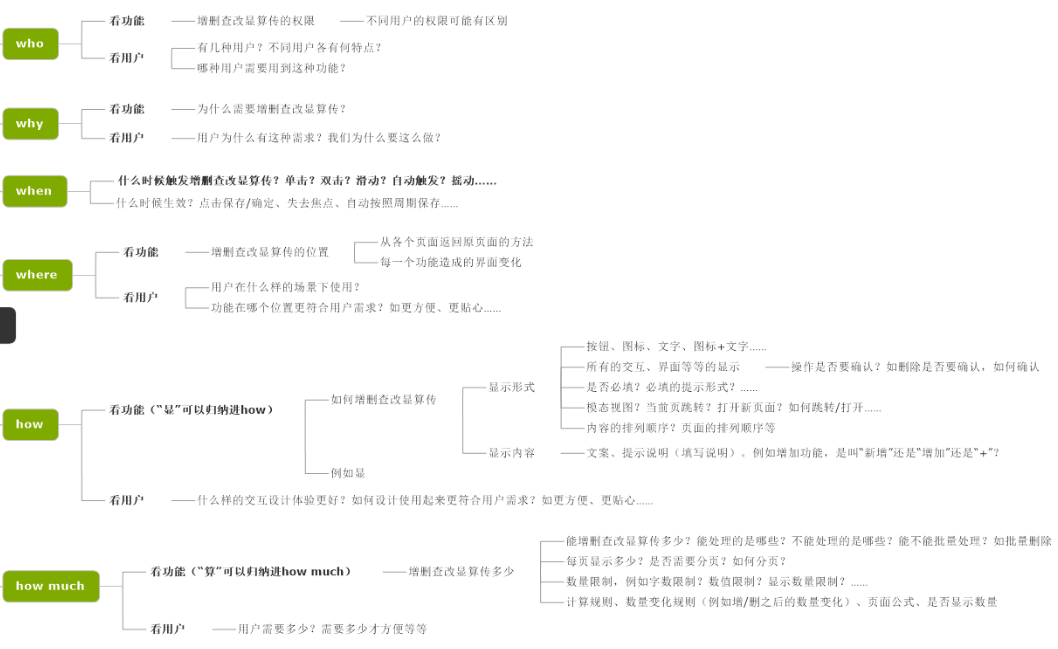 who
看功能
增删查改显算传的权限
不同用户的权限可能有区别
看用户
有几种用户？不同用户各有何特点？
哪种用户需要用到这种功能？
why
看功能
为什么需要增删查改显算传？
看用户
用户为什么有这种需求？我们为什么要这么做？
when
什么时候触发增删查改显算传？单击？双击？滑动？自动触发？摇动……
什么时候生效？点击保存/确定、失去焦点、自动按照周期保存……
where
看功能
增删查改显算传的位置
从各个页面返回原页面的方法
每一个功能造成的界面变化
看用户
用户在什么样的场景下使用？
功能在哪个位置更符合用户需求？如更方便、更贴心……
how
看功能（“显”可以归纳进how）
如何增删查改显算传
显示形式
按钮、图标、文字、图标+文字……
所有的交互、界面等等的显示
操作是否要确认？如删除是否要确认，如何确认
是否必填？必填的提示形式？……
模态视图？当前页跳转？打开新页面？如何跳转/打开……
内容的排列顺序？页面的排列顺序等
显示内容
文案、提示说明（填写说明）。例如增加功能，是叫“新增”还是“增加”还是“+”？
例如显
看用户
什么样的交互设计体验更好？如何设计使用起来更符合用户需求？如更方便、更贴心……
how much
看功能（“算”可以归纳进how much）
增删查改显算传多少
能增删查改显算传多少？能处理的是哪些？不能处理的是哪些？能不能批量处理？如批量删除
每页显示多少？是否需要分页？如何分页？
数量限制，例如字数限制？数值限制？显示数量限制？……
计算规则、数量变化规则（例如增/删之后的数量变化）、页面公式、是否显示数量
看用户
用户需要多少？需要多少才方便等等